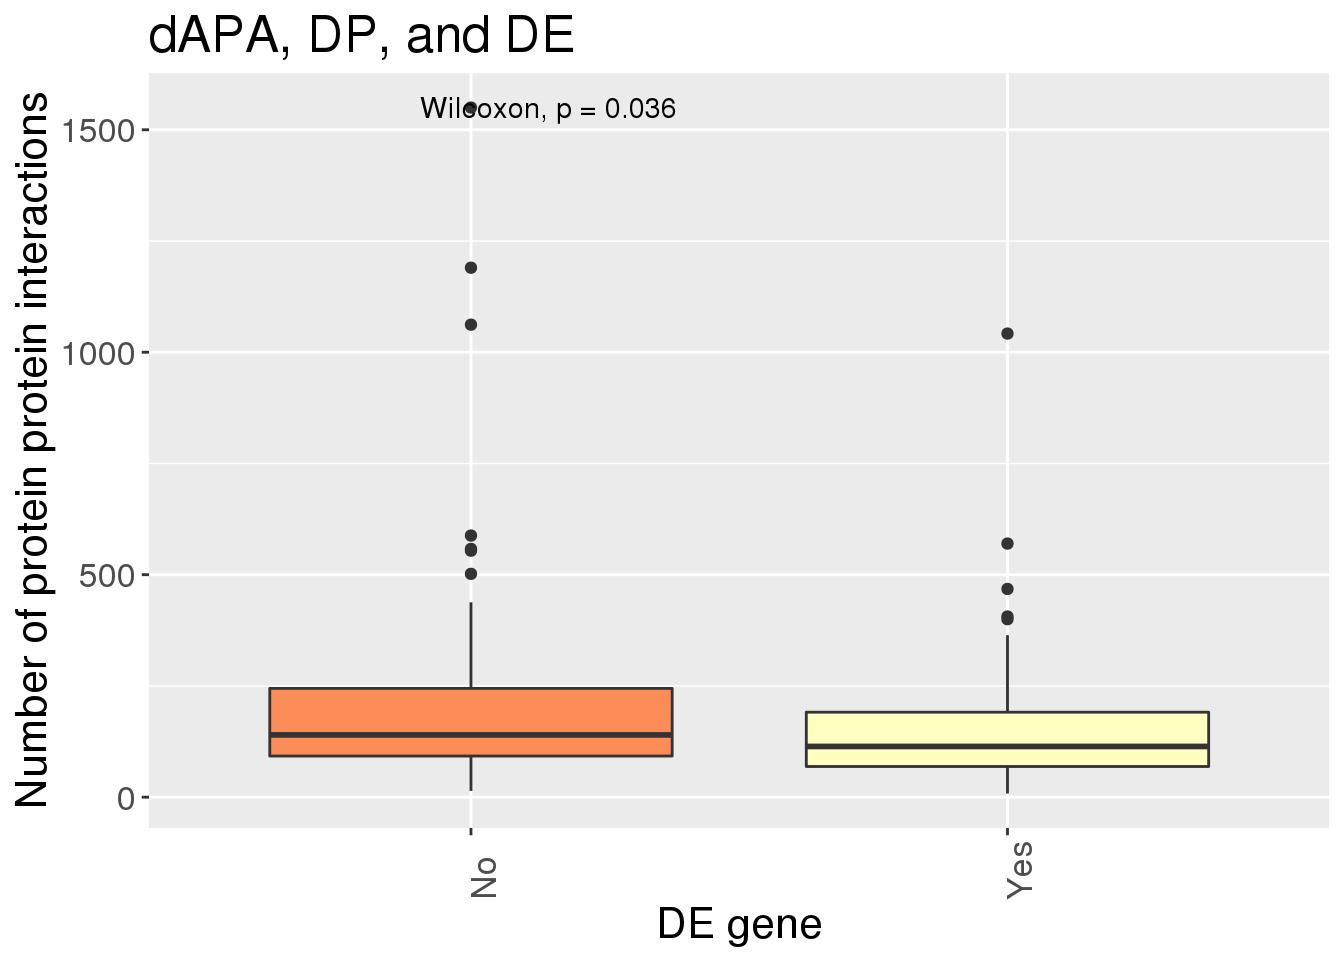 dAPA, DP, and DE
Wilcoxon, p = 0.036
Number of protein protein interactions
1500
1000
500
0
No
Yes
DE gene